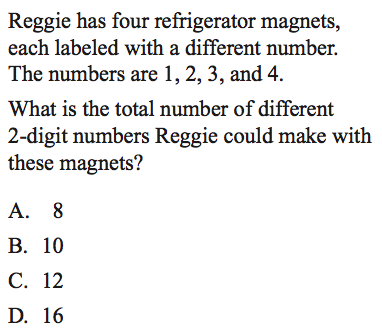 Reggie has four refrigerator magnets,
each labeled with a different number.
The numbers are 1, 2, 3, and 4.
What is the total number of different
2-digit numbers Reggie could make with
these magnets?
A. 8
B. 10
C. 12
D. 16